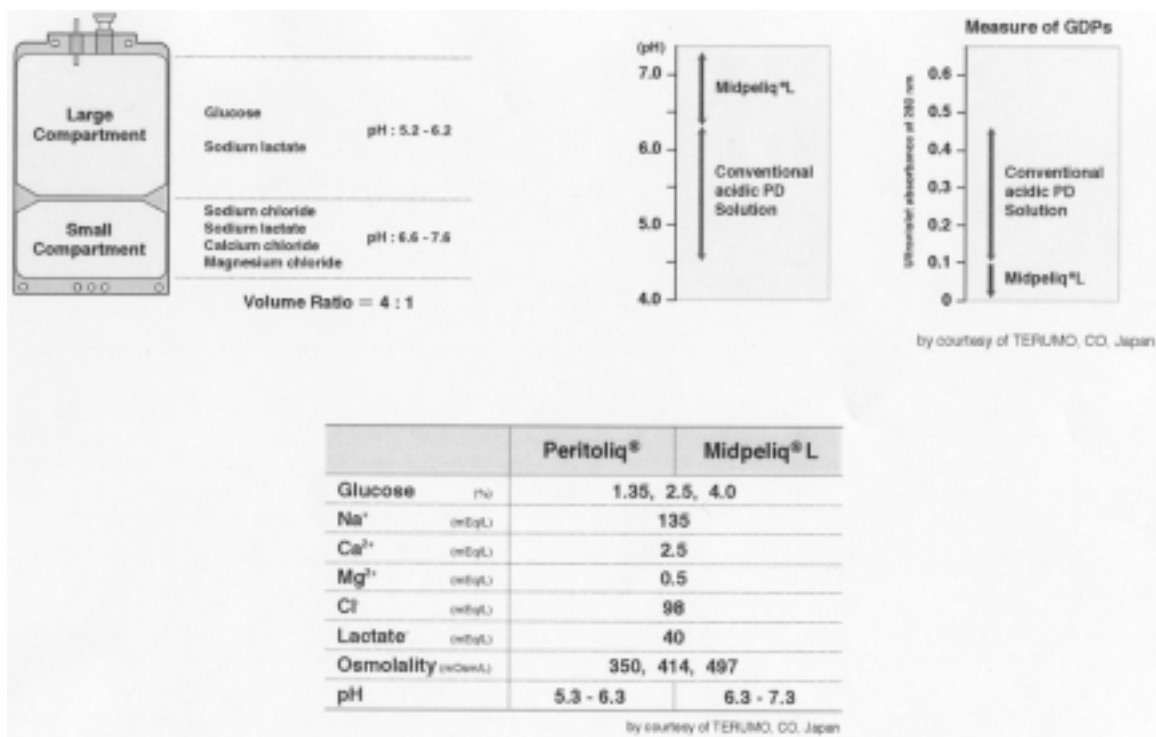 Large
Compartment
Small
Compartment
Glucose
Sodium lactate
pH : 5.2 - 6.2
Sodium chloride
Sodium lactate
Calcium chloride
Magnesium chloride
pH : 6.6 - 7.6
Volume Ratio = 4 : 1
(pH)
7.0
6.0
5.0
4.0
Midpeliq®L
Conventional
acidic PD
Solution
Measure of GDPs
Ultraviolet absorbance of 280 nm
0.6
0.5
0.4
0.3
0.2
0.1
0
Conventional
acidic PD
Solution
Midpeliq®L
by courtesy of TERUMO, CO, Japan
Peritoliq® Midpeliq® L
Glucose (%) 1.35, 2.5, 4.0
Na⁺ (mEq/L) 135
Ca²⁺ (mEq/L) 2.5
Mg²⁺ (mEq/L) 0.5
Cl⁻ (mEq/L) 98
Lactate⁻ (mEq/L) 40
Osmolality (mOsm/L) 350, 414, 497
pH 5.3 - 6.3 6.3 - 7.3
by courtesy of TERUMO, CO, Japan